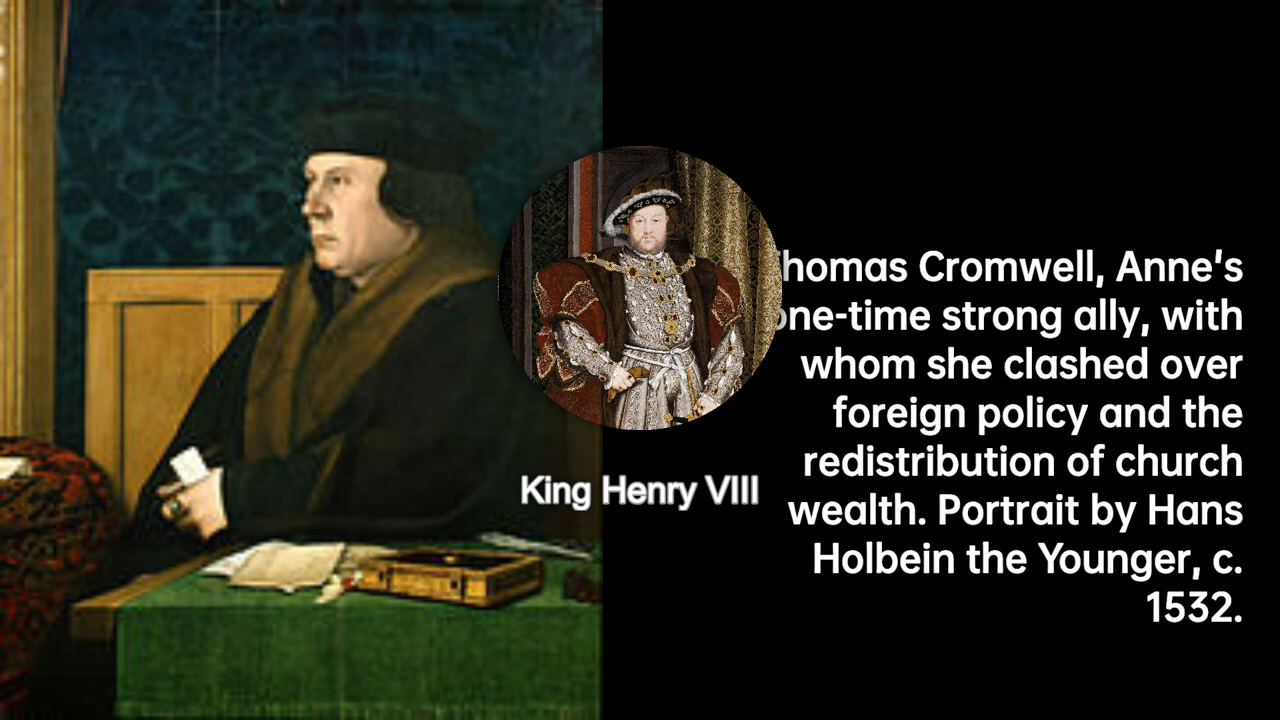 homas Cromwell, Anne's
one-time strong ally, with
whom she clashed over
foreign policy and the
redistribution of church
wealth. Portrait by Hans
Holbein the Younger, c.
1532.
King Henry VIII